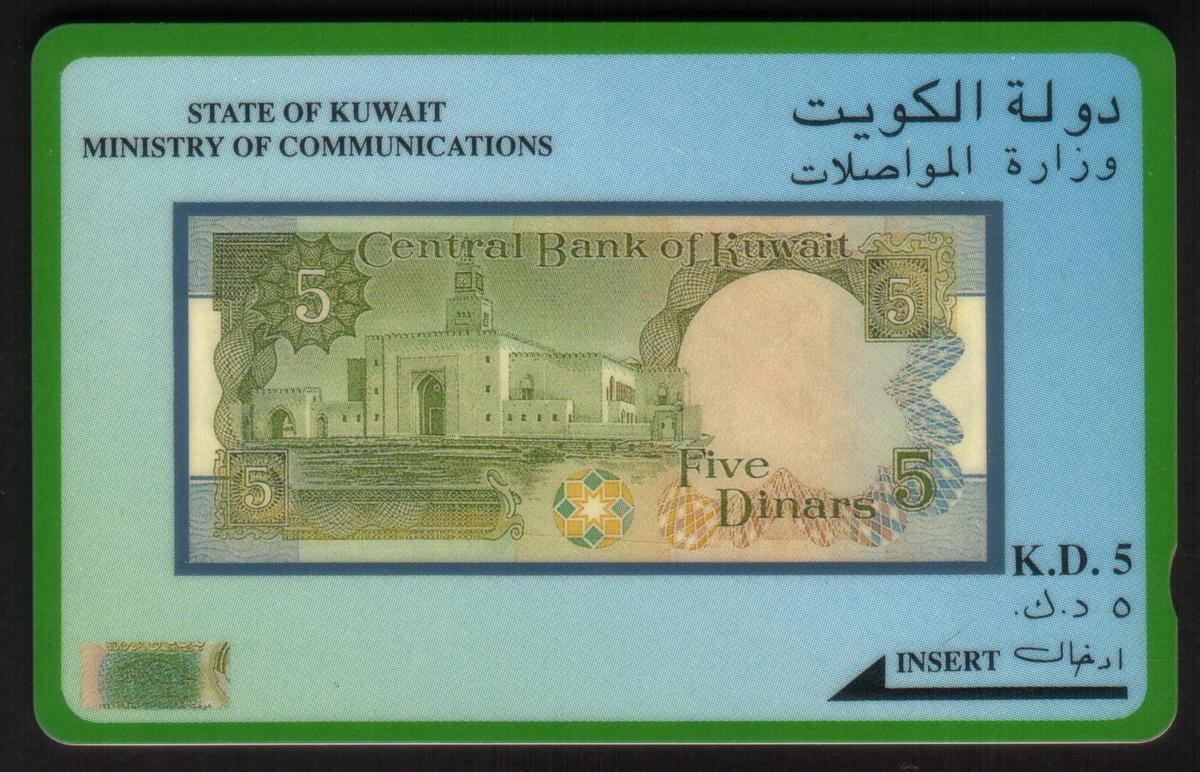 STATE OF KUWAIT
MINISTRY OF COMMUNICATIONS
دولة الكويت
وزارة المواصلات
Central Bank of Kuwait
5
5
5
Five
Dinars
5
K.D. 5
٥ د.ك.
INSERT ادخال